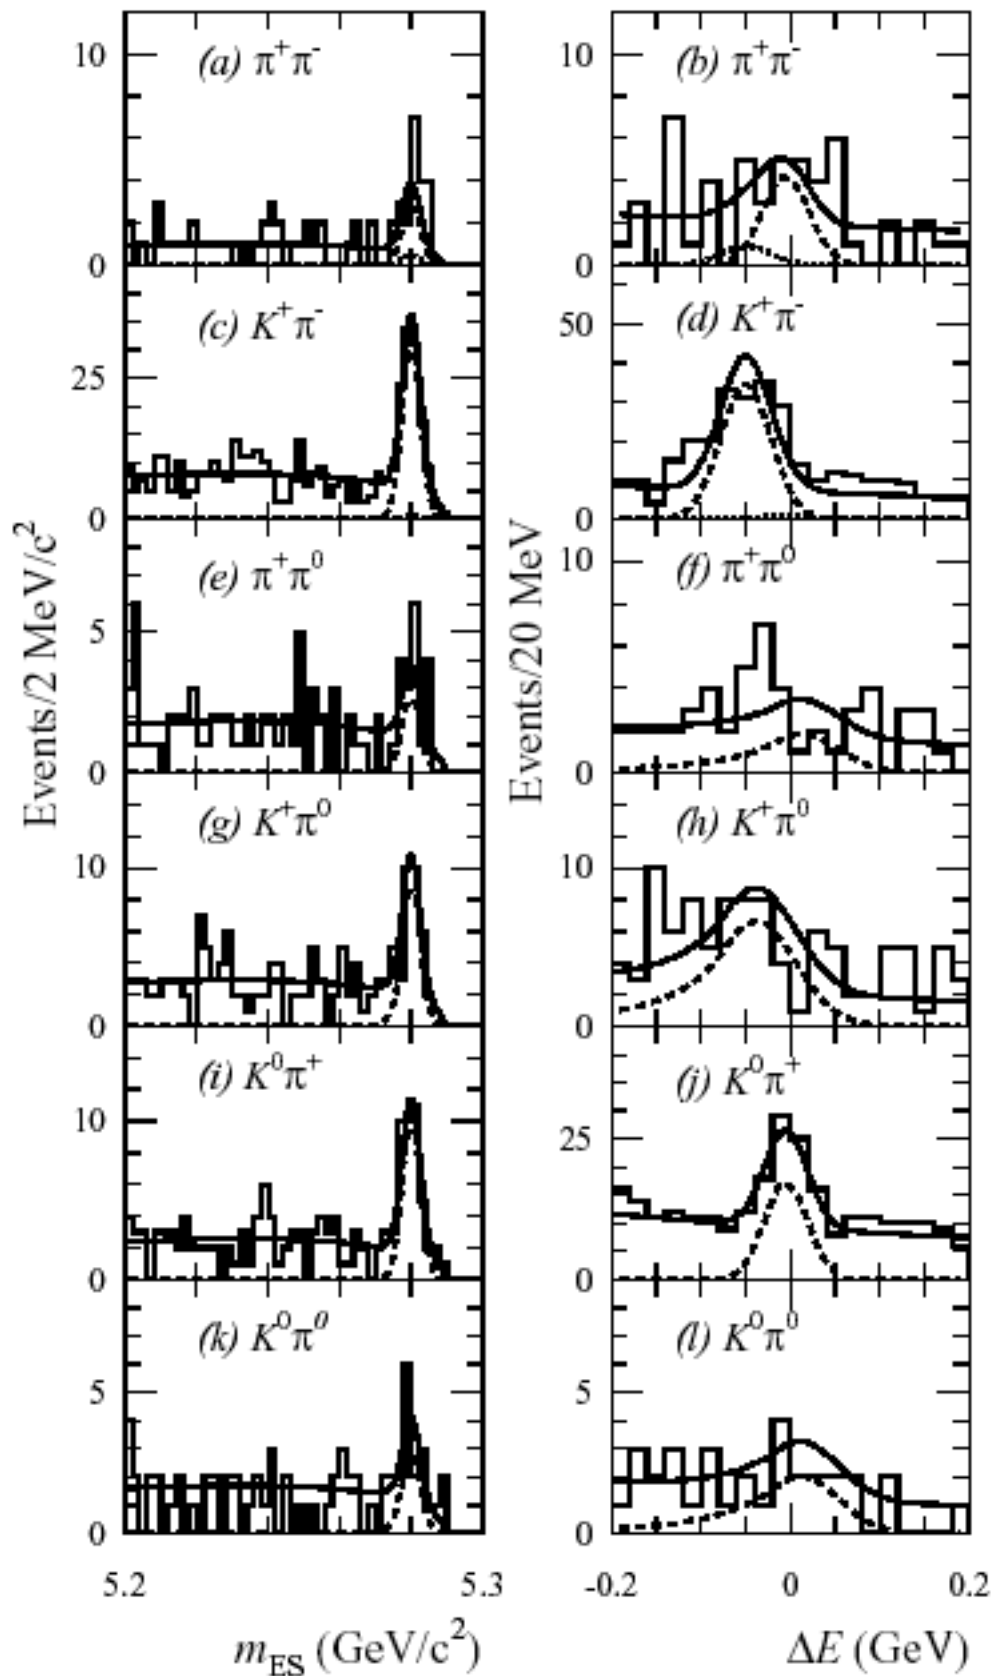 10
(a) π⁺π⁻
0
(b) π⁺π⁻
10
0
(c) K⁺π⁻
25
0
(d) K⁺π⁻
50
0
(e) π⁺π⁰
5
0
(f) π⁺π⁰
10
0
(g) K⁺π⁰
10
0
(h) K⁺π⁰
10
0
(i) K⁰π⁺
10
0
(j) K⁰π⁺
25
0
(k) K⁰π⁰
5
0
(l) K⁰π⁰
5
0
Events/2 MeV/c²
Events/20 MeV
5.2 5.3
-0.2 0 0.2
m_ES (GeV/c²)
ΔE (GeV)